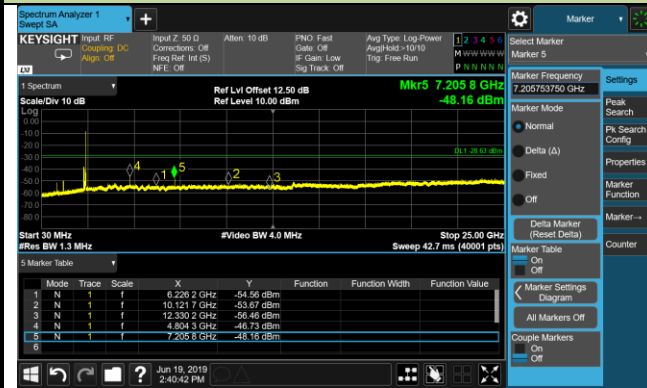 Spectrum Analyzer 1
Swept SA
+
Marker
KEYSIGHT
Input: RF
Coupling: DC
Align: Off
Input Z: 50 Ω
Corrections: Off
Freq Ref: Int (S)
NFE: Off
Atten: 10 dB
PNO: Fast
Gate: Off
IF Gain: Low
Sig Track: Off
Avg Type: Log-Power
Avg|Hold:>10/10
Trig: Free Run
1 2 3 4 5 6
M W W W W W
P N N N N N
LXI
1 Spectrum
Scale/Div 10 dB
Ref Lvl Offset 12.50 dB
Ref Level 10.00 dBm
Mkr5 7.205 8 GHz
-48.16 dBm
Log
0.00
-10.0
-20.0
-30.0
-40.0
-50.0
-60.0
-70.0
-80.0
DL1 -28.63 dBm
4
1
5
2
3
Start 30 MHz
#Res BW 1.3 MHz
#Video BW 4.0 MHz
Stop 25.00 GHz
Sweep 42.7 ms (40001 pts)
5 Marker Table
Mode Trace Scale X Y Function Function Width Function Value
1 N 1 f 6.226 2 GHz -54.56 dBm
2 N 1 f 10.121 7 GHz -53.67 dBm
3 N 1 f 12.330 2 GHz -56.46 dBm
4 N 1 f 4.804 3 GHz -46.73 dBm
5 N 1 f 7.205 8 GHz -48.16 dBm
6
Select Marker
Marker 5
Marker Frequency
7.205753750 GHz
Marker Mode
Normal
Delta (Δ)
Fixed
Off
Delta Marker
(Reset Delta)
Marker Table
On
Off
Marker Settings
Diagram
All Markers Off
Couple Markers
On
Off
Settings
Peak
Search
Pk Search
Config
Properties
Marker
Function
Marker→
Counter
?
Jun 19, 2019
2:40:42 PM